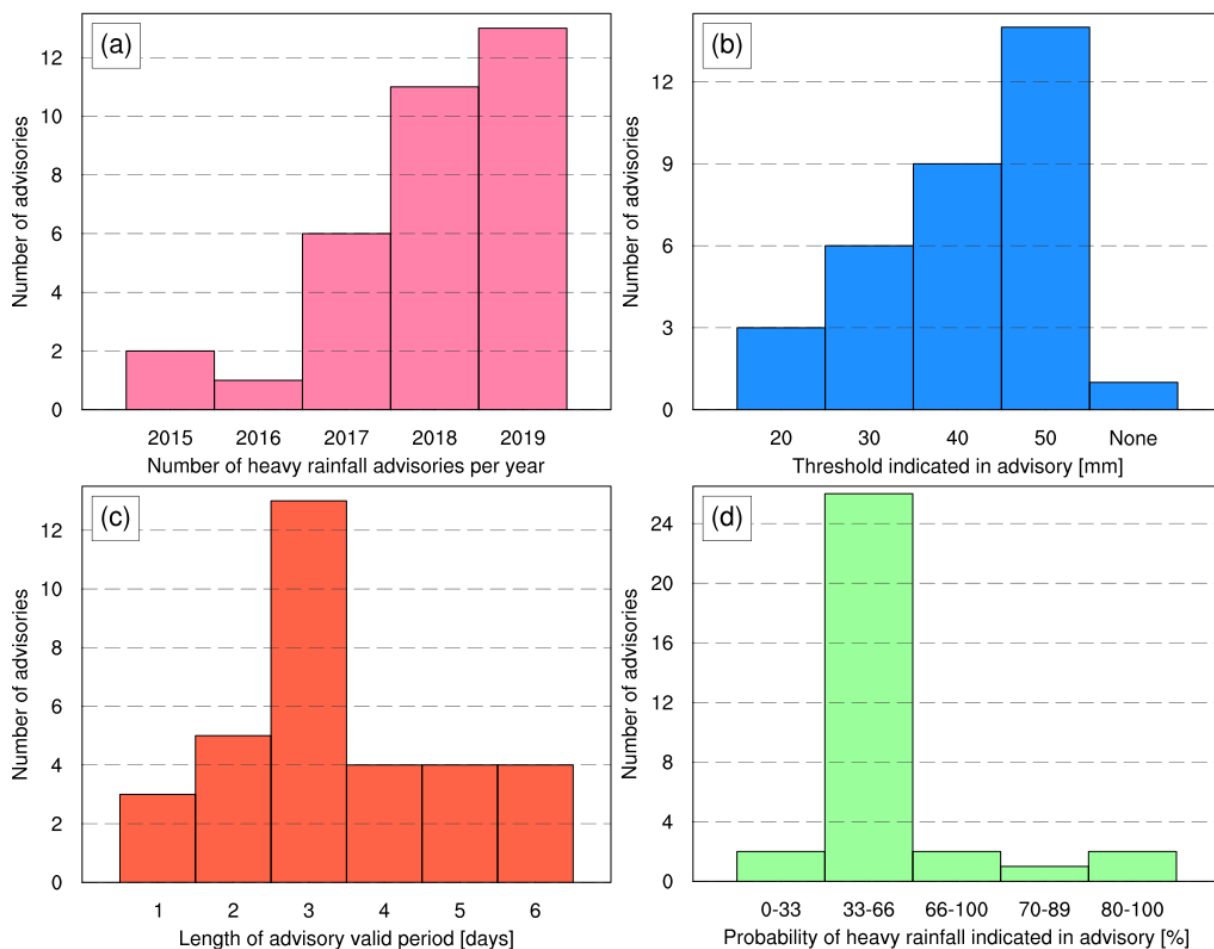 (a)
Number of advisories
12
10
8
6
4
2
0
2015 2016 2017 2018 2019
Number of heavy rainfall advisories per year
(b)
Number of advisories
12
9
6
3
0
20 30 40 50 None
Threshold indicated in advisory [mm]
(c)
Number of advisories
12
10
8
6
4
2
0
1 2 3 4 5 6
Length of advisory valid period [days]
(d)
Number of advisories
24
20
16
12
8
4
0
0-33 33-66 66-100 70-89 80-100
Probability of heavy rainfall indicated in advisory [%]